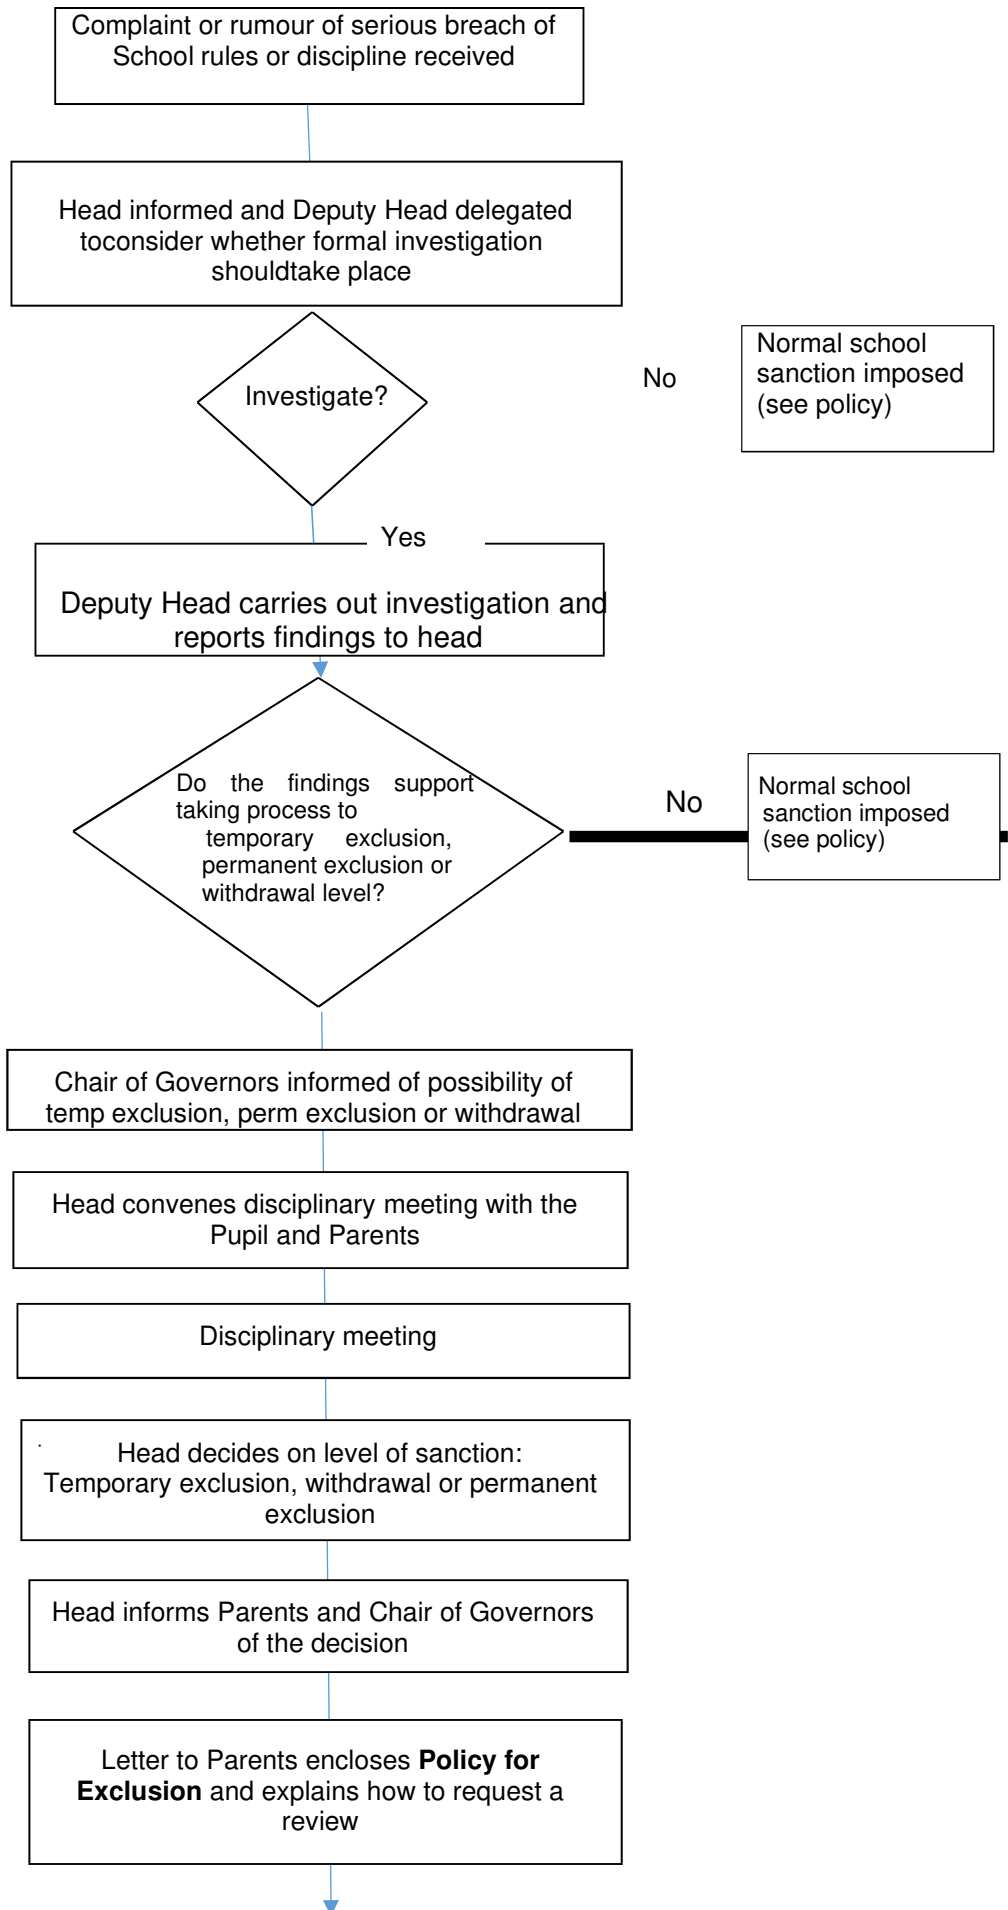 Complaint or rumour of serious breach of
School rules or discipline received
Head informed and Deputy Head delegated
toconsider whether formal investigation
shouldtake place
Investigate?
No
Normal school
sanction imposed
(see policy)
Yes
Deputy Head carries out investigation and
reports findings to head
Do the findings support
taking process to
temporary exclusion,
permanent exclusion or
withdrawal level?
No
Normal school
sanction imposed
(see policy)
Chair of Governors informed of possibility of
temp exclusion, perm exclusion or withdrawal
Head convenes disciplinary meeting with the
Pupil and Parents
Disciplinary meeting
Head decides on level of sanction:
Temporary exclusion, withdrawal or permanent
exclusion
Head informs Parents and Chair of Governors
of the decision
Letter to Parents encloses Policy for
Exclusion and explains how to request a
review